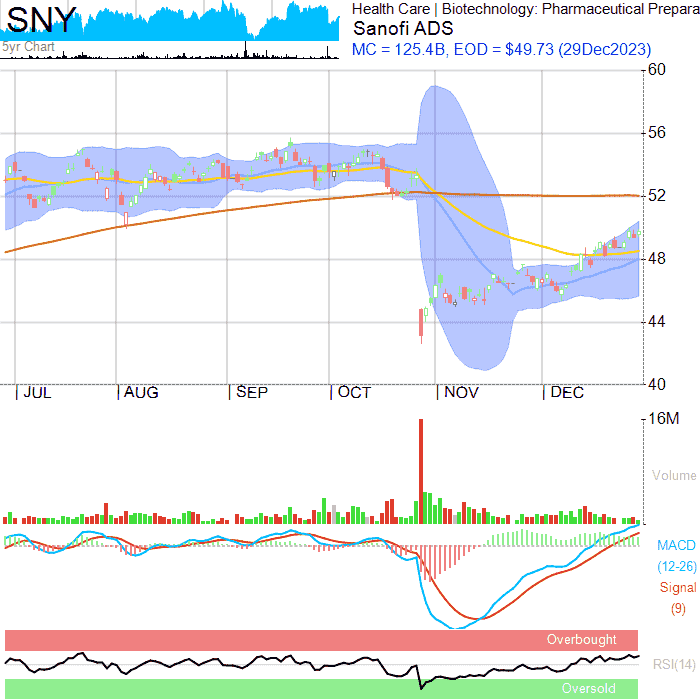 SNY
5yr Chart
Health Care | Biotechnology: Pharmaceutical Prepara
Sanofi ADS
MC = 125.4B, EOD = $49.73 (29Dec2023)
60
56
52
48
44
40
JUL AUG SEP OCT NOV DEC
16M
Volume
MACD
(12-26)
Signal
(9)
Overbought
RSI(14)
Oversold